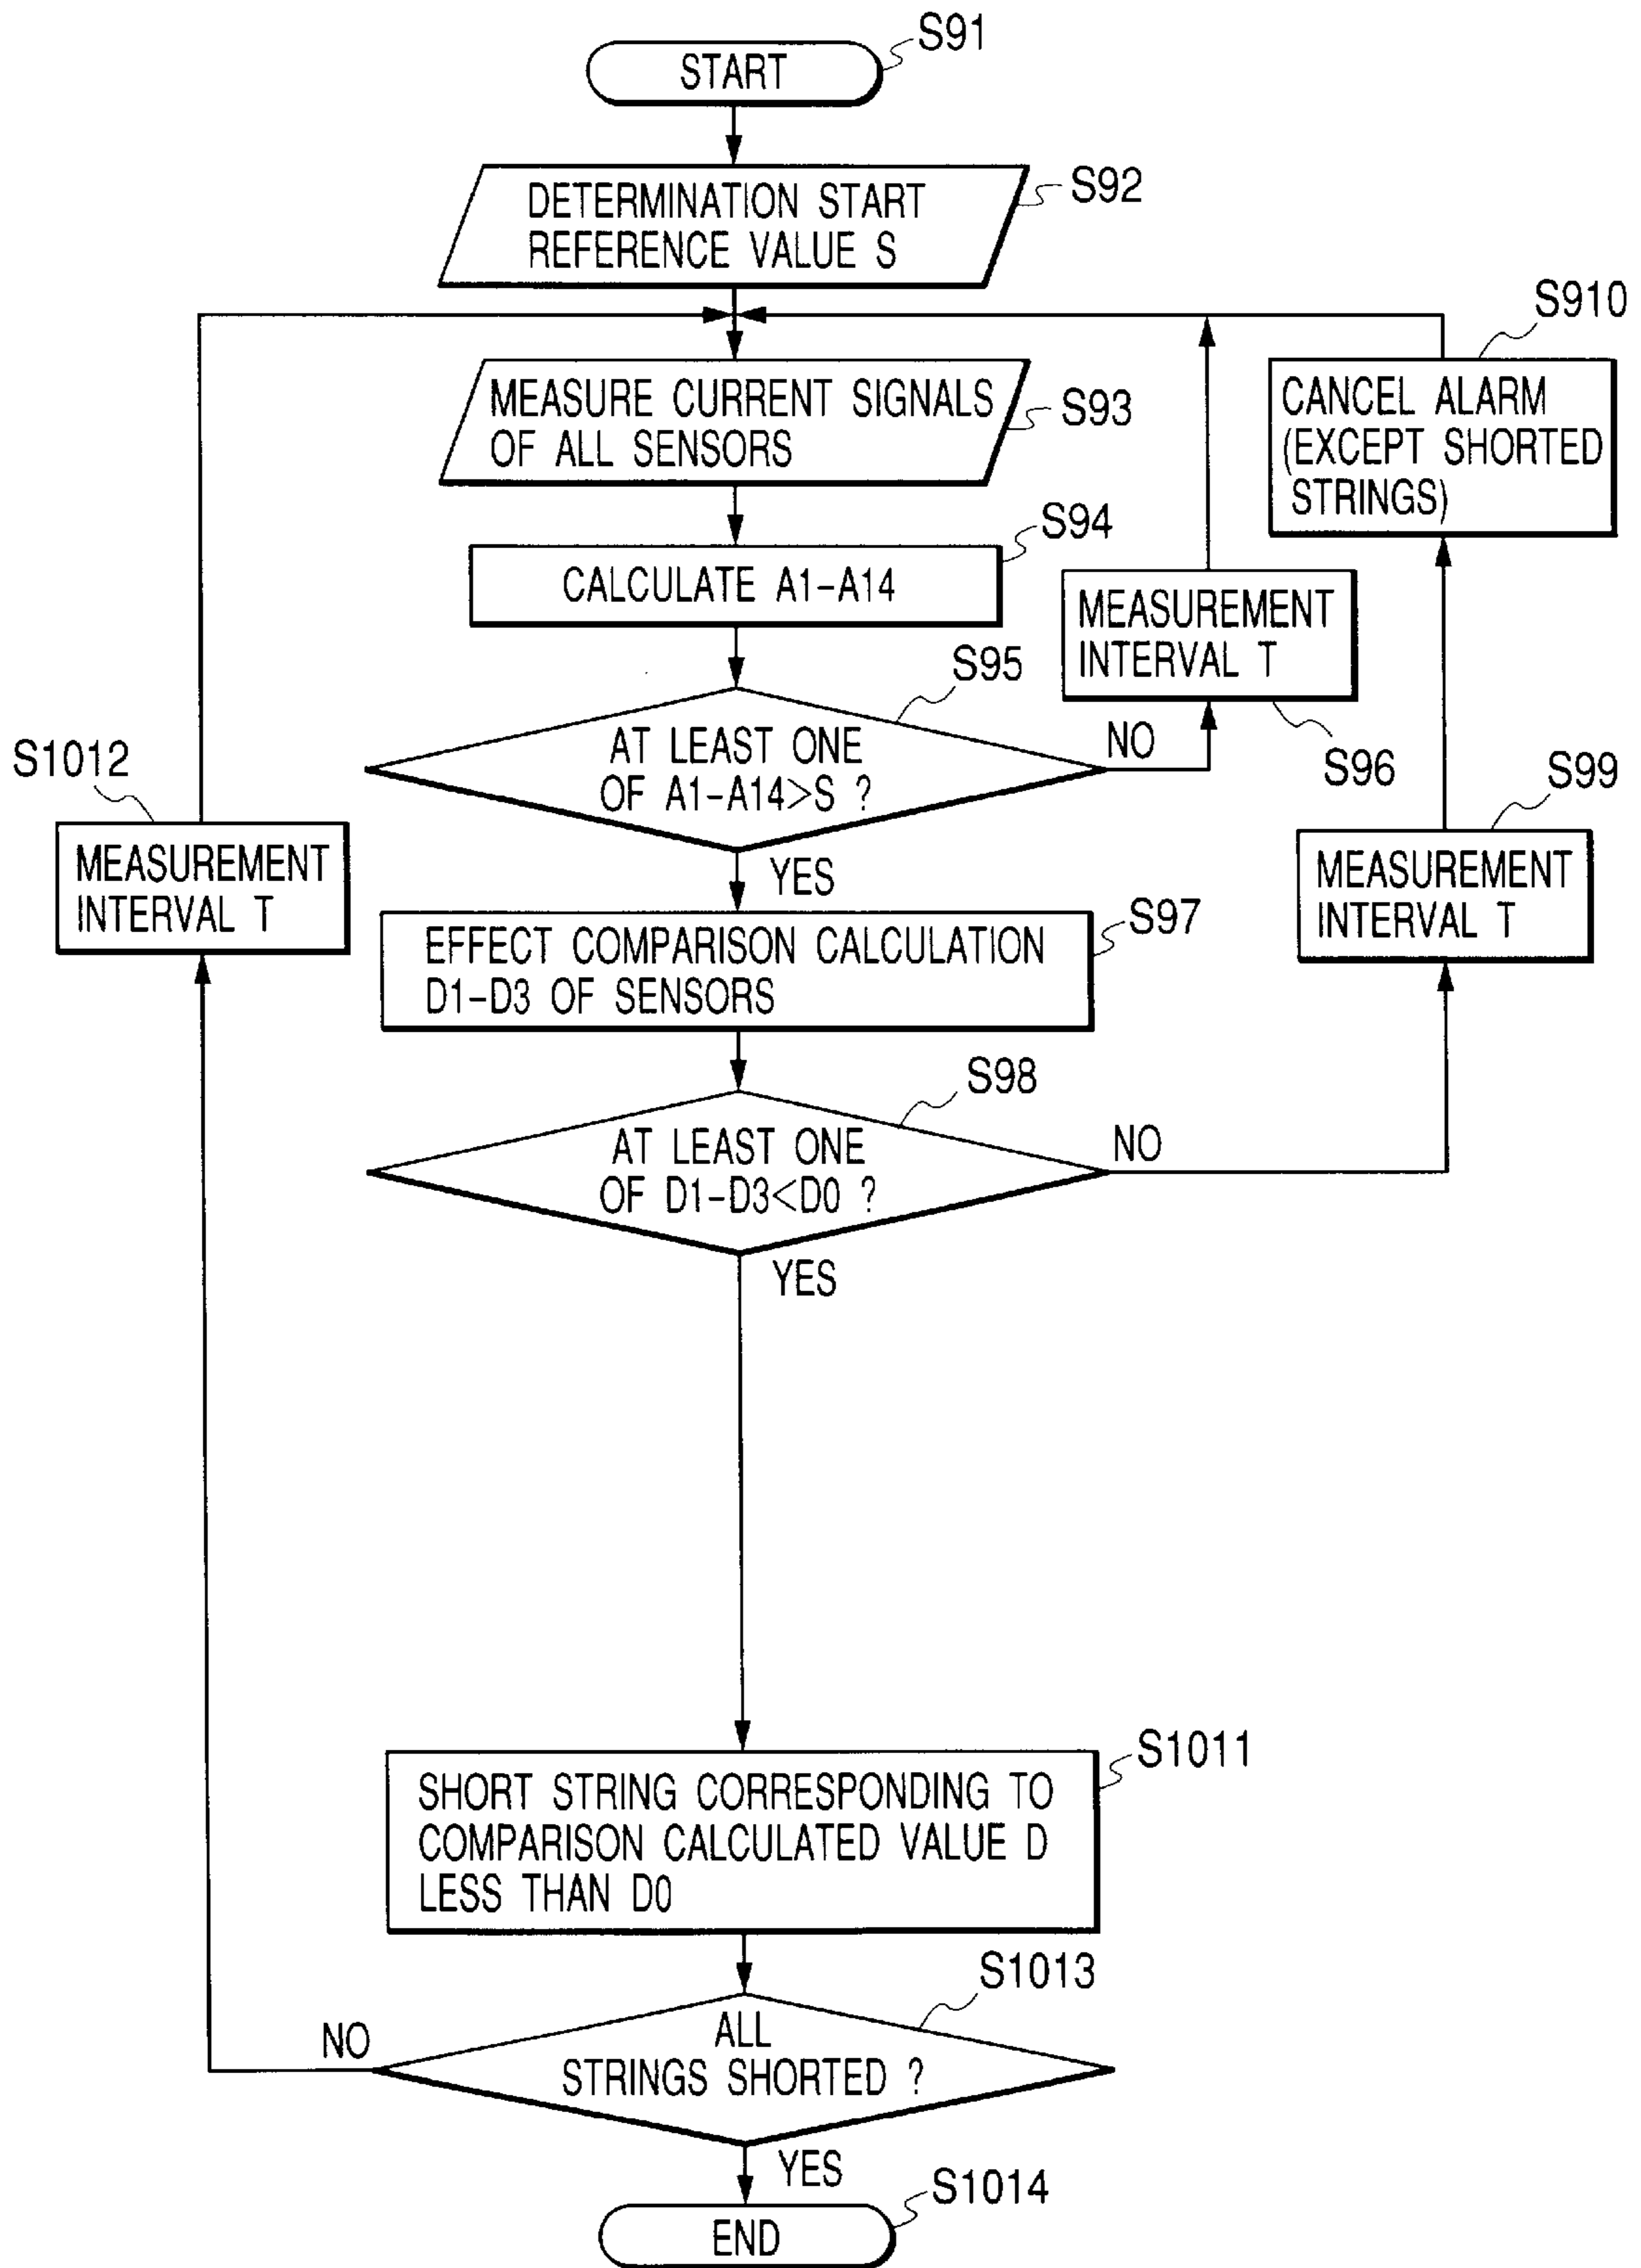 S91
START
S92
DETERMINATION START
REFERENCE VALUE S
S910
CANCEL ALARM
(EXCEPT SHORTED
STRINGS)
MEASURE CURRENT SIGNALS
OF ALL SENSORS
S93
S94
CALCULATE A1-A14
MEASUREMENT
INTERVAL T
S96
S95
AT LEAST ONE
OF A1-A14>S ?
NO
YES
S1012
MEASUREMENT
INTERVAL T
S99
MEASUREMENT
INTERVAL T
S97
EFFECT COMPARISON CALCULATION
D1-D3 OF SENSORS
S98
AT LEAST ONE
OF D1-D3<D0 ?
NO
YES
S1011
SHORT STRING CORRESPONDING TO
COMPARISON CALCULATED VALUE D
LESS THAN D0
S1013
ALL
STRINGS SHORTED ?
NO
YES
S1014
END